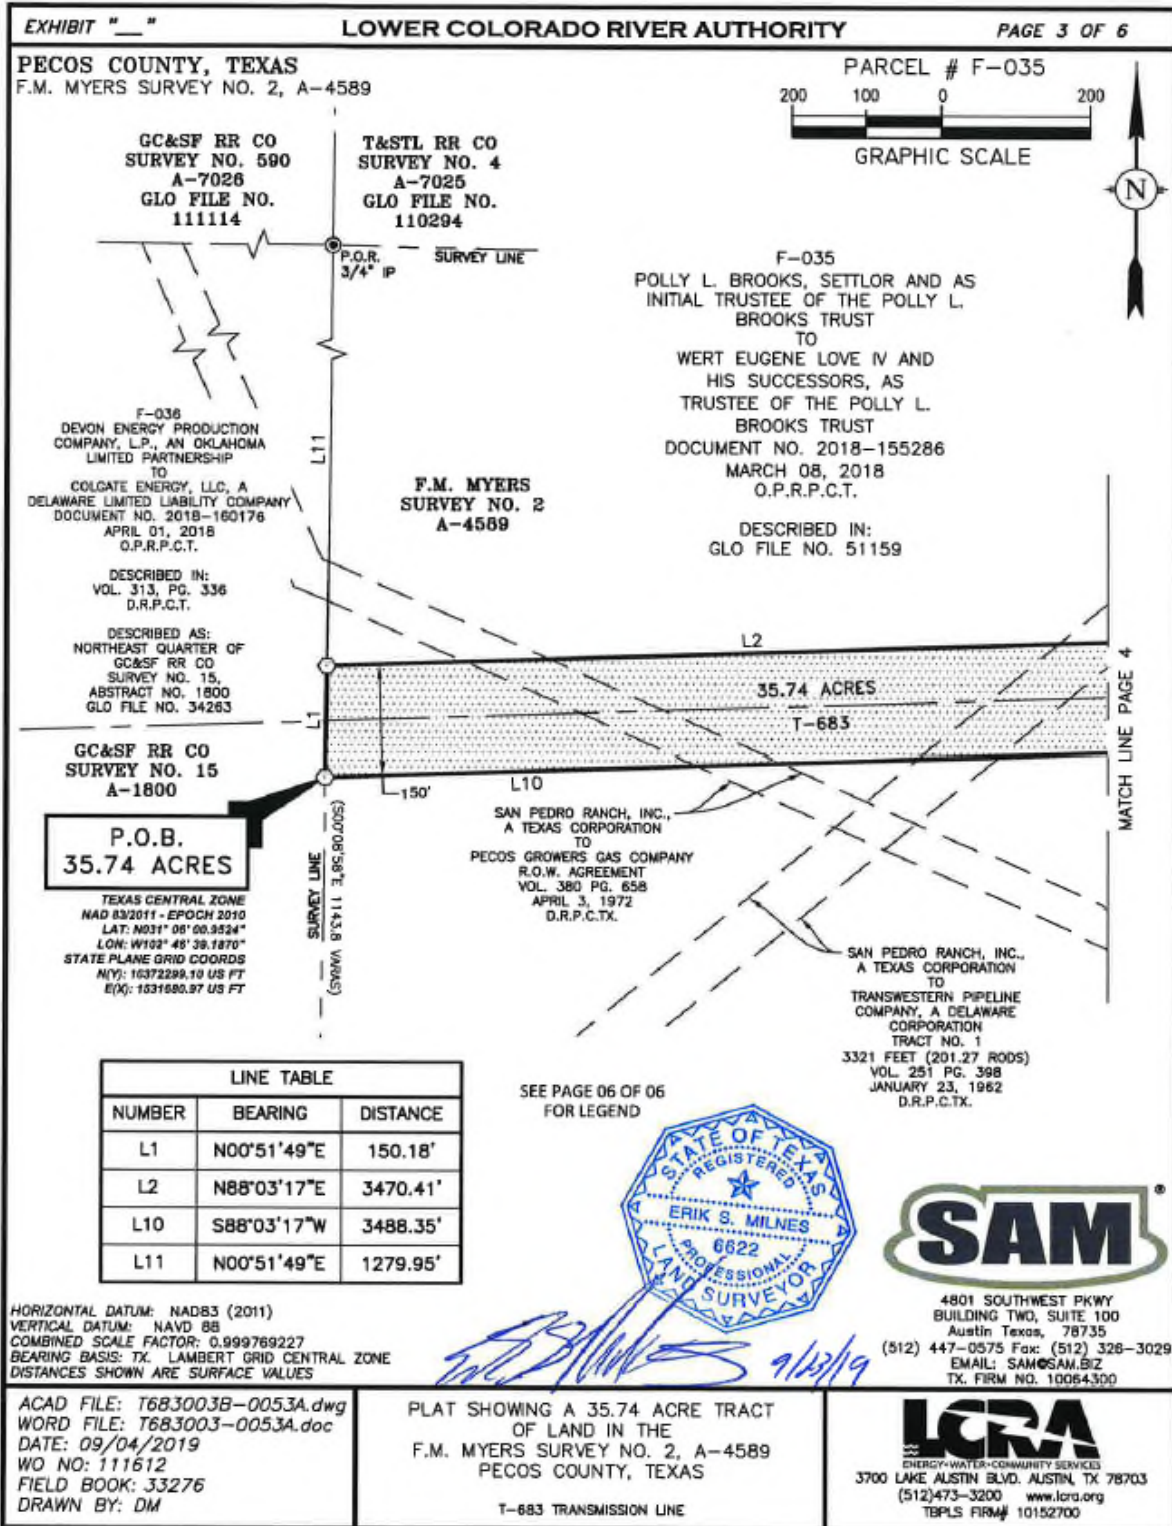 EXHIBIT "__"
LOWER COLORADO RIVER AUTHORITY
PAGE 3 OF 6
PECOS COUNTY, TEXAS
F.M. MYERS SURVEY NO. 2, A-4589
PARCEL # F-035
200 100 0 200
GRAPHIC SCALE
N
GC&SF RR CO
SURVEY NO. 590
A-7026
GLO FILE NO.
111114
T&STL RR CO
SURVEY NO. 4
A-7025
GLO FILE NO.
110294
P.O.R.
3/4" IP
SURVEY LINE
F-035
POLLY L. BROOKS, SETTLOR AND AS
INITIAL TRUSTEE OF THE POLLY L.
BROOKS TRUST
TO
WERT EUGENE LOVE IV AND
HIS SUCCESSORS, AS
TRUSTEE OF THE POLLY L.
BROOKS TRUST
DOCUMENT NO. 2018-155286
MARCH 08, 2018
O.P.R.P.C.T.
DESCRIBED IN:
GLO FILE NO. 51159
F-036
DEVON ENERGY PRODUCTION
COMPANY, L.P., AN OKLAHOMA
LIMITED PARTNERSHIP
TO
COLGATE ENERGY, LLC, A
DELAWARE LIMITED LIABILITY COMPANY
DOCUMENT NO. 2018-160176
APRIL 01, 2018
O.P.R.P.C.T.
DESCRIBED IN:
VOL. 313, PG. 336
D.R.P.C.T.
DESCRIBED AS:
NORTHEAST QUARTER OF
GC&SF RR CO
SURVEY NO. 15,
ABSTRACT NO. 1800
GLO FILE NO. 34263
L11
F.M. MYERS
SURVEY NO. 2
A-4589
L2
35.74 ACRES
T-683
L1
L10
150'
MATCH LINE PAGE 4
GC&SF RR CO
SURVEY NO. 15
A-1800
P.O.B.
35.74 ACRES
TEXAS CENTRAL ZONE
NAD 83/2011 - EPOCH 2010
LAT: N031° 06' 00.9524"
LON: W102° 46' 39.1870"
STATE PLANE GRID COORDS
N(Y): 10372299.10 US FT
E(X): 1531680.97 US FT
SURVEY LINE
(S00°06'58"E 1143.8 VARAS)
SAN PEDRO RANCH, INC.,
A TEXAS CORPORATION
TO
PECOS GROWERS GAS COMPANY
R.O.W. AGREEMENT
VOL. 380 PG. 658
APRIL 3, 1972
D.R.P.C.TX.
SAN PEDRO RANCH, INC.,
A TEXAS CORPORATION
TO
TRANSWESTERN PIPELINE
COMPANY, A DELAWARE
CORPORATION
TRACT NO. 1
3321 FEET (201.27 RODS)
VOL. 251 PG. 398
JANUARY 23, 1962
D.R.P.C.TX.
LINE TABLE
NUMBER BEARING DISTANCE
L1 N00°51'49"E 150.18'
L2 N88°03'17"E 3470.41'
L10 S88°03'17"W 3488.35'
L11 N00°51'49"E 1279.95'
SEE PAGE 06 OF 06
FOR LEGEND
STATE OF TEXAS
REGISTERED
ERIK S. MILNES
6622
PROFESSIONAL
LAND SURVEYOR
9/23/19
SAM®
4801 SOUTHWEST PKWY
BUILDING TWO, SUITE 100
Austin Texas, 78735
(512) 447-0575 Fax: (512) 326-3029
EMAIL: SAM@SAM.BIZ
TX. FIRM NO. 10064300
HORIZONTAL DATUM: NAD83 (2011)
VERTICAL DATUM: NAVD 88
COMBINED SCALE FACTOR: 0.999769227
BEARING BASIS: TX. LAMBERT GRID CENTRAL ZONE
DISTANCES SHOWN ARE SURFACE VALUES
ACAD FILE: T683003B-0053A.dwg
WORD FILE: T683003-0053A.doc
DATE: 09/04/2019
WO NO: 111612
FIELD BOOK: 33276
DRAWN BY: DM
PLAT SHOWING A 35.74 ACRE TRACT
OF LAND IN THE
F.M. MYERS SURVEY NO. 2, A-4589
PECOS COUNTY, TEXAS
T-683 TRANSMISSION LINE
LCRA
ENERGY•WATER•COMMUNITY SERVICES
3700 LAKE AUSTIN BLVD. AUSTIN, TX 78703
(512)473-3200 www.lcra.org
TBPLS FIRM# 10152700